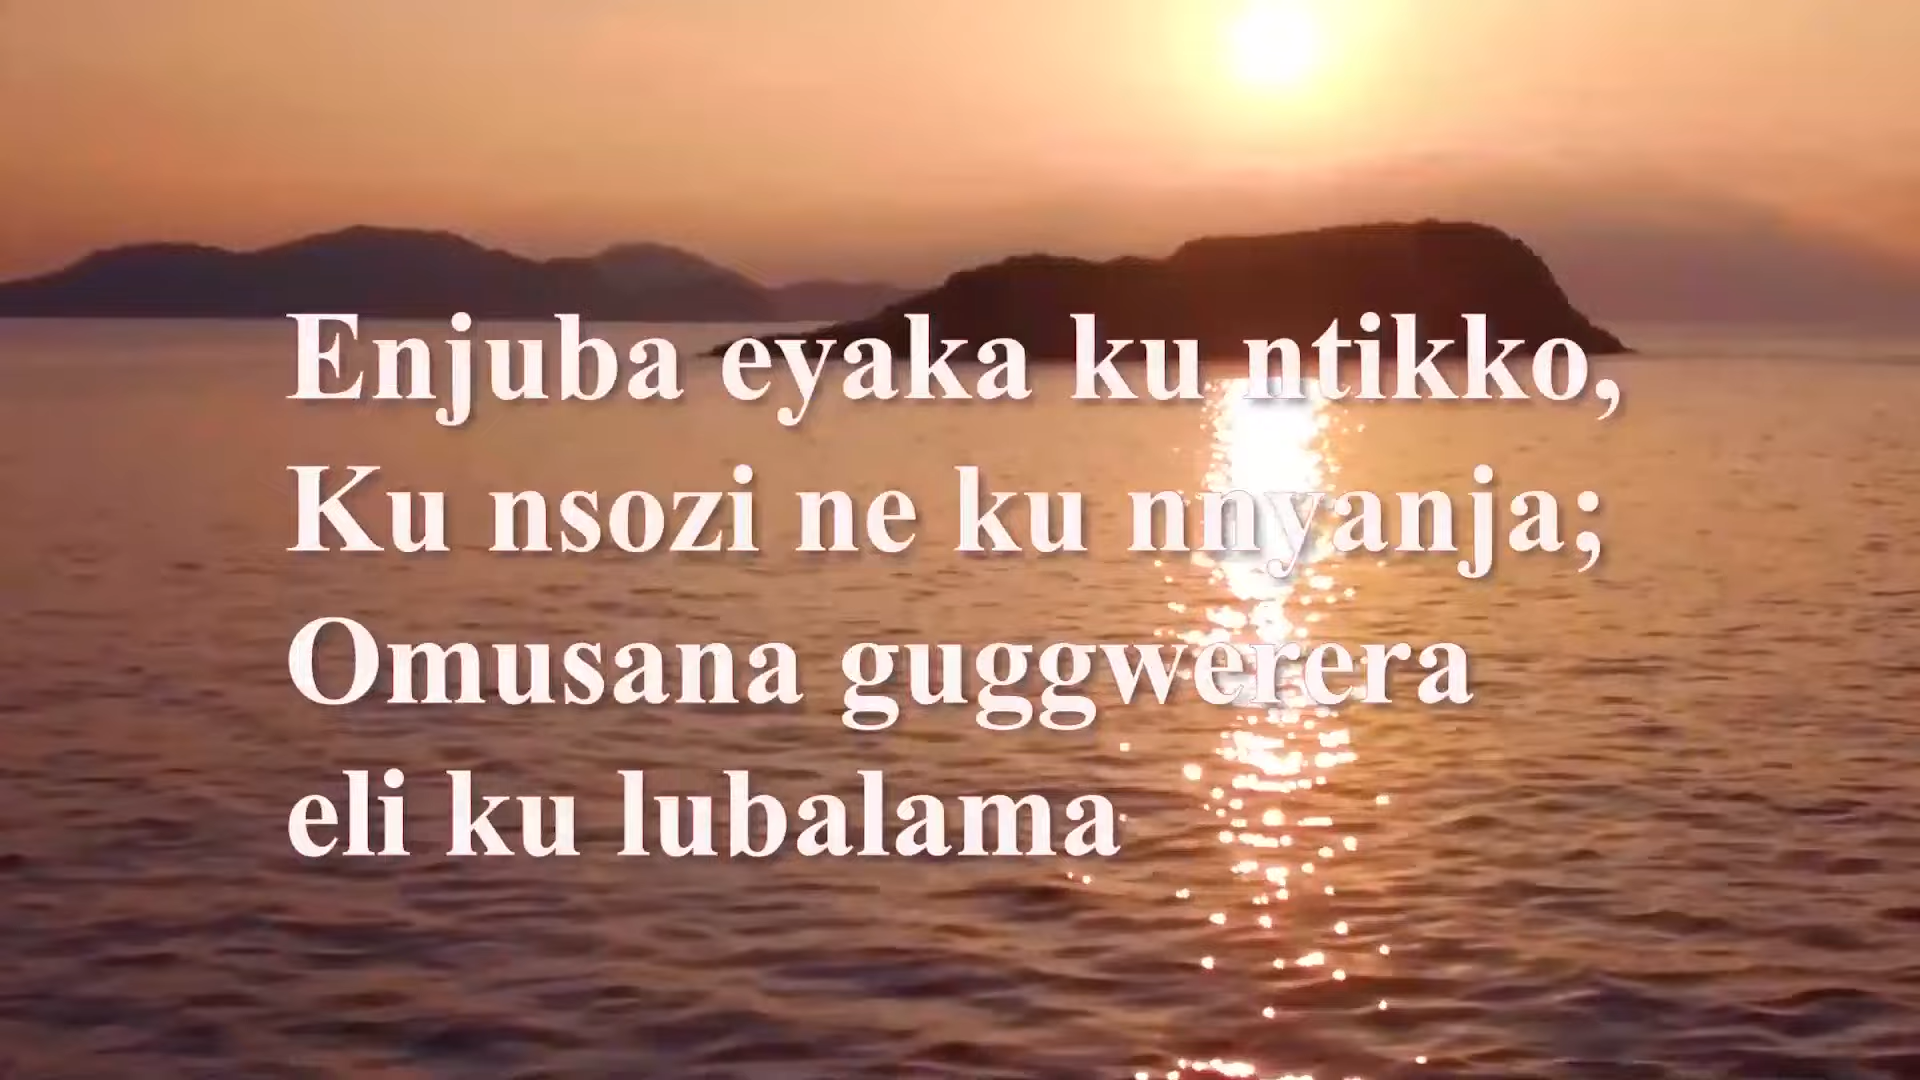 Enjuba eyaka ku ntikko,
Ku nsozi ne ku nnyanja;
Omusana guggwerera
eli ku lubalama